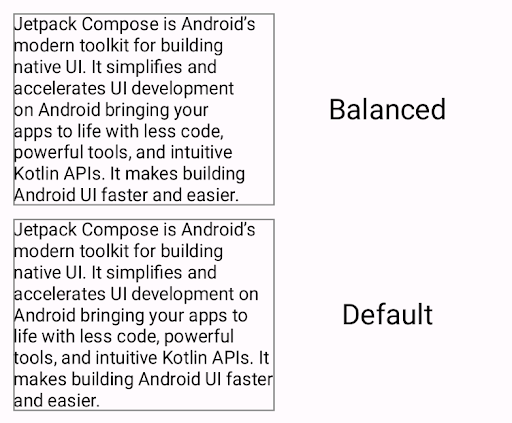 Jetpack Compose is Android’s
modern toolkit for building
native UI. It simplifies and
accelerates UI development
on Android bringing your
apps to life with less code,
powerful tools, and intuitive
Kotlin APIs. It makes building
Android UI faster and easier.
Balanced
Jetpack Compose is Android’s
modern toolkit for building
native UI. It simplifies and
accelerates UI development on
Android bringing your apps to
life with less code, powerful
tools, and intuitive Kotlin APIs. It
makes building Android UI faster
and easier.
Default